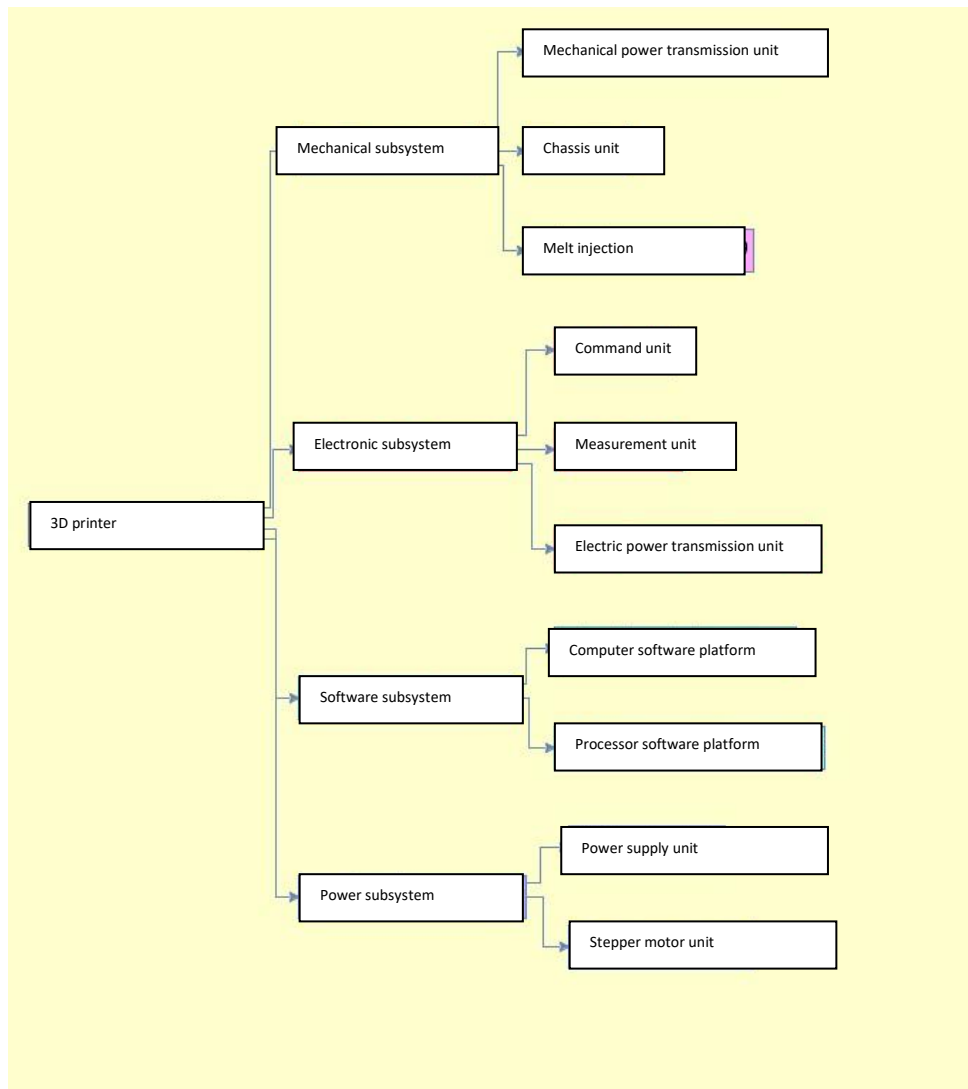 Mechanical power transmission unit
Mechanical subsystem
Chassis unit
Melt injection
Command unit
Electronic subsystem
Measurement unit
3D printer
Electric power transmission unit
Computer software platform
Software subsystem
Processor software platform
Power supply unit
Power subsystem
Stepper motor unit